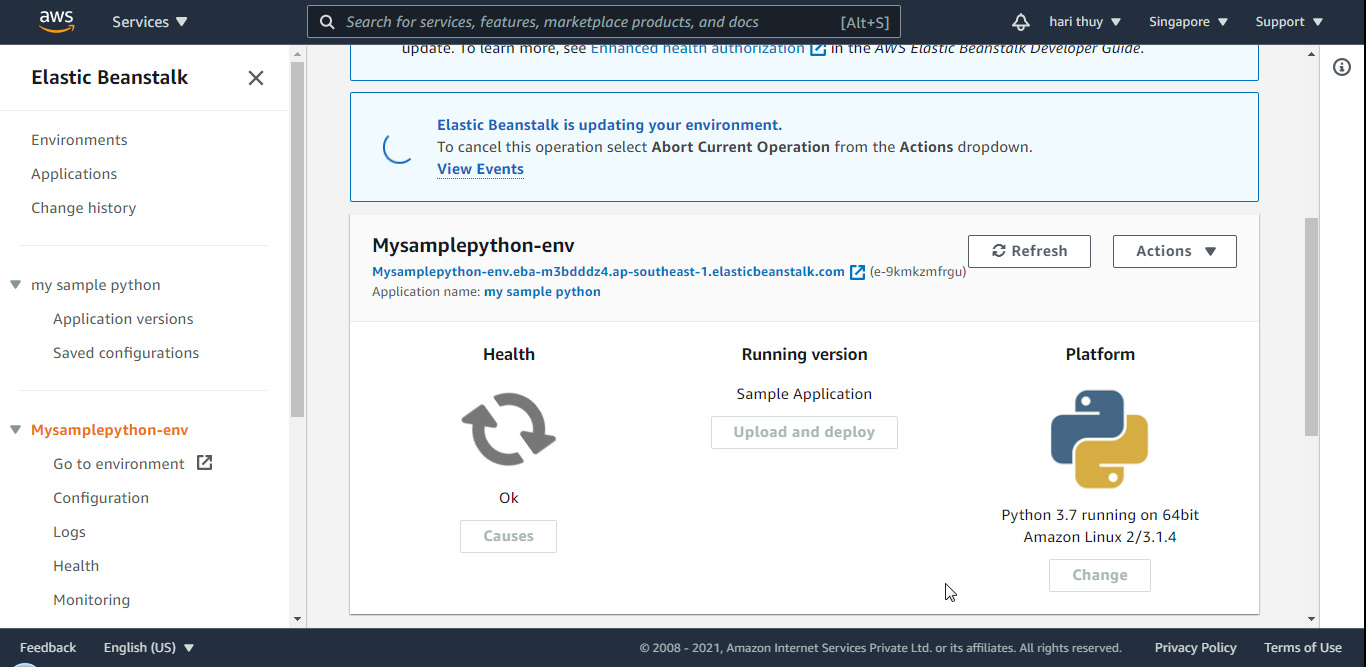 aws
Services ▼
Search for services, features, marketplace products, and docs
[Alt+S]
hari thuy ▼
Singapore ▼
Support ▼
Elastic Beanstalk
Environments
Applications
Change history
my sample python
Application versions
Saved configurations
Mysamplepython-env
Go to environment
Configuration
Logs
Health
Monitoring
update. To learn more, see Enhanced health authorization in the AWS Elastic Beanstalk Developer Guide.
Elastic Beanstalk is updating your environment.
To cancel this operation select Abort Current Operation from the Actions dropdown.
View Events
Mysamplepython-env
Refresh
Actions ▼
Mysamplepython-env.eba-m3bdddz4.ap-southeast-1.elasticbeanstalk.com (e-9kmkzmfrgu)
Application name: my sample python
Health
Ok
Causes
Running version
Sample Application
Upload and deploy
Platform
Python 3.7 running on 64bit
Amazon Linux 2/3.1.4
Change
Feedback
English (US) ▼
© 2008 - 2021, Amazon Internet Services Private Ltd. or its affiliates. All rights reserved.
Privacy Policy
Terms of Use